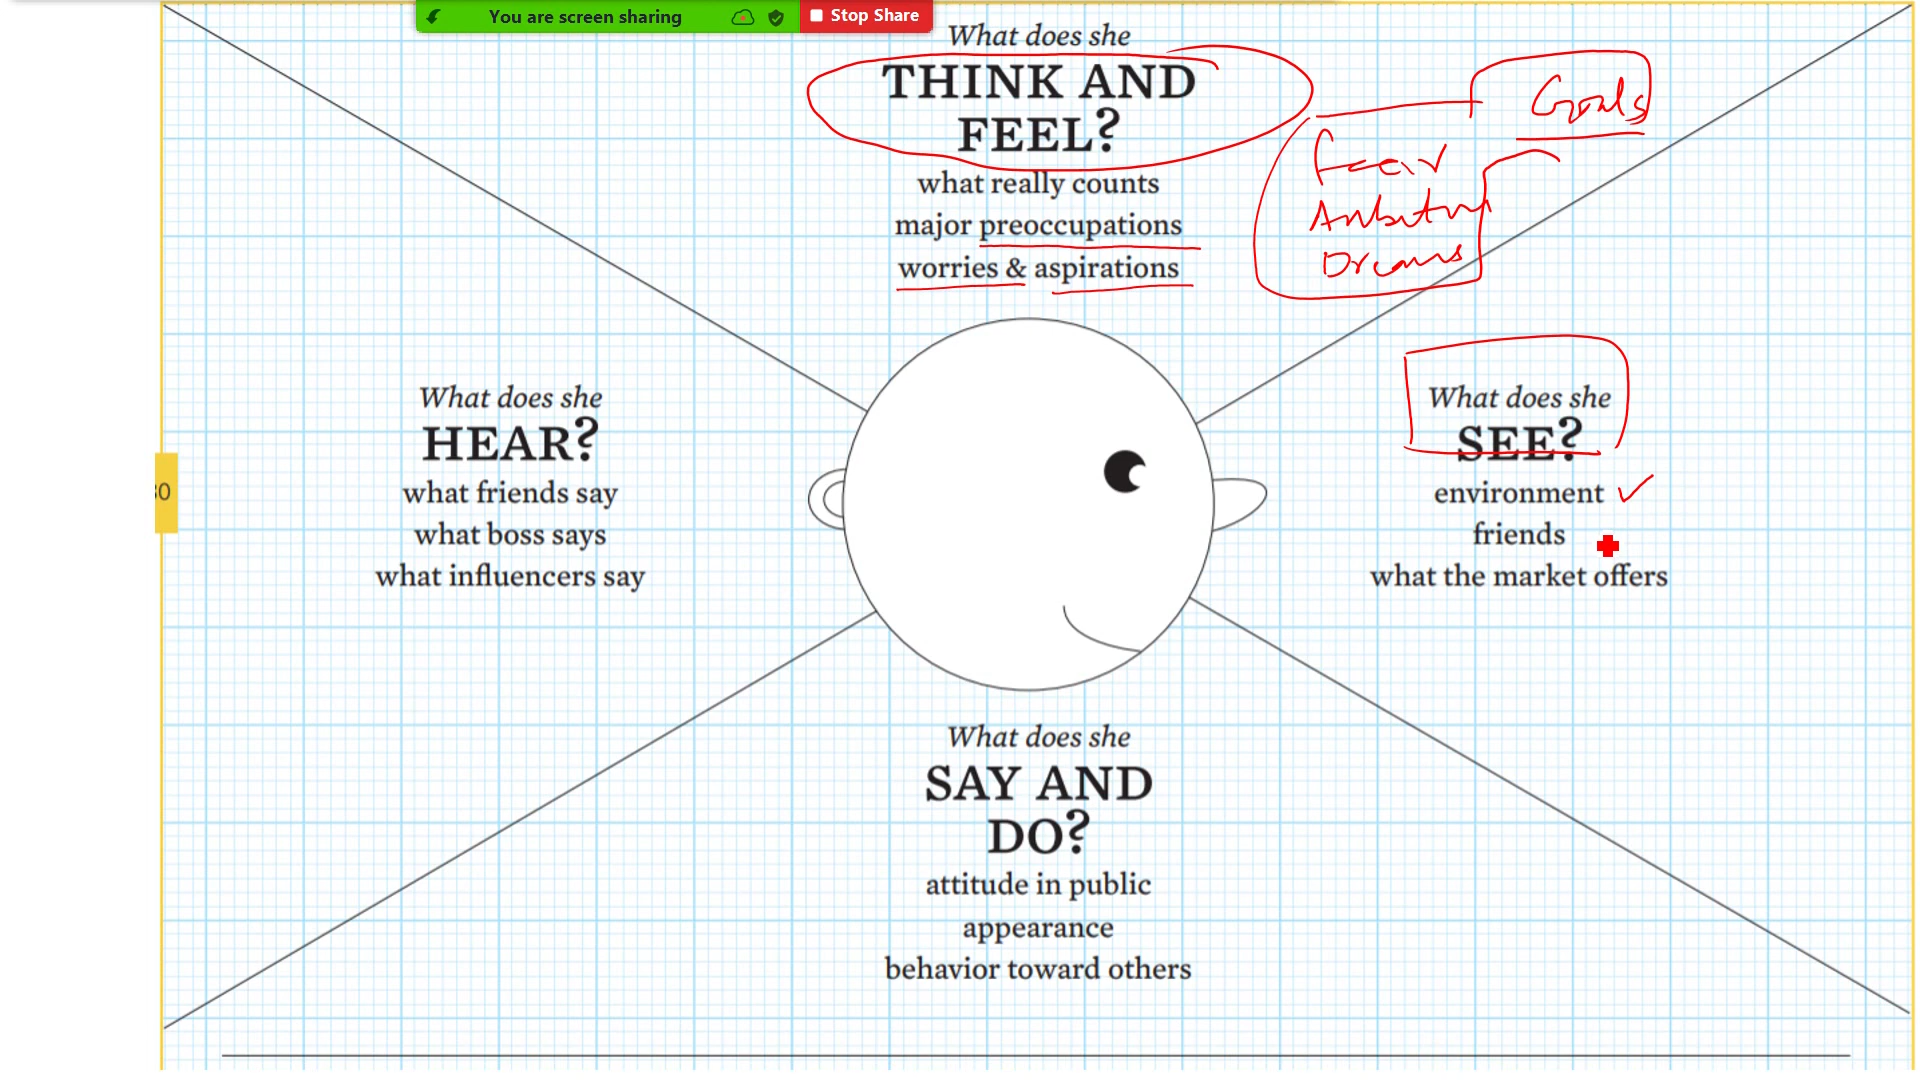 You are screen sharing
Stop Share
What does she
THINK AND
FEEL?
what really counts
major preoccupations
worries & aspirations
Goals
Fear
Ambition
Dreams
What does she
HEAR?
what friends say
what boss says
what influencers say
What does she
SEE?
environment
friends
what the market offers
What does she
SAY AND
DO?
attitude in public
appearance
behavior toward others